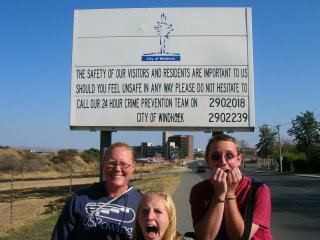 City of Windhoek
THE SAFETY OF OUR VISITORS AND RESIDENTS ARE IMPORTANT TO US
SHOULD YOU FEEL UNSAFE IN ANY WAY PLEASE DO NOT HESITATE TO
CALL OUR 24 HOUR CRIME PREVENTION TEAM ON 2902018
CITY OF WINDHOEK 2902239